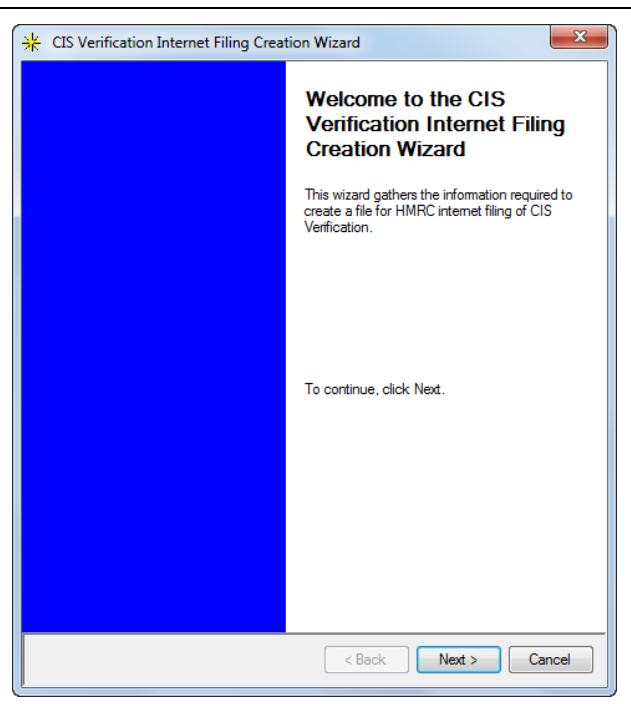 CIS Verification Internet Filing Creation Wizard
Welcome to the CIS
Verification Internet Filing
Creation Wizard
This wizard gathers the information required to
create a file for HMRC internet filing of CIS
Verification.
To continue, click Next.
< Back Next > Cancel